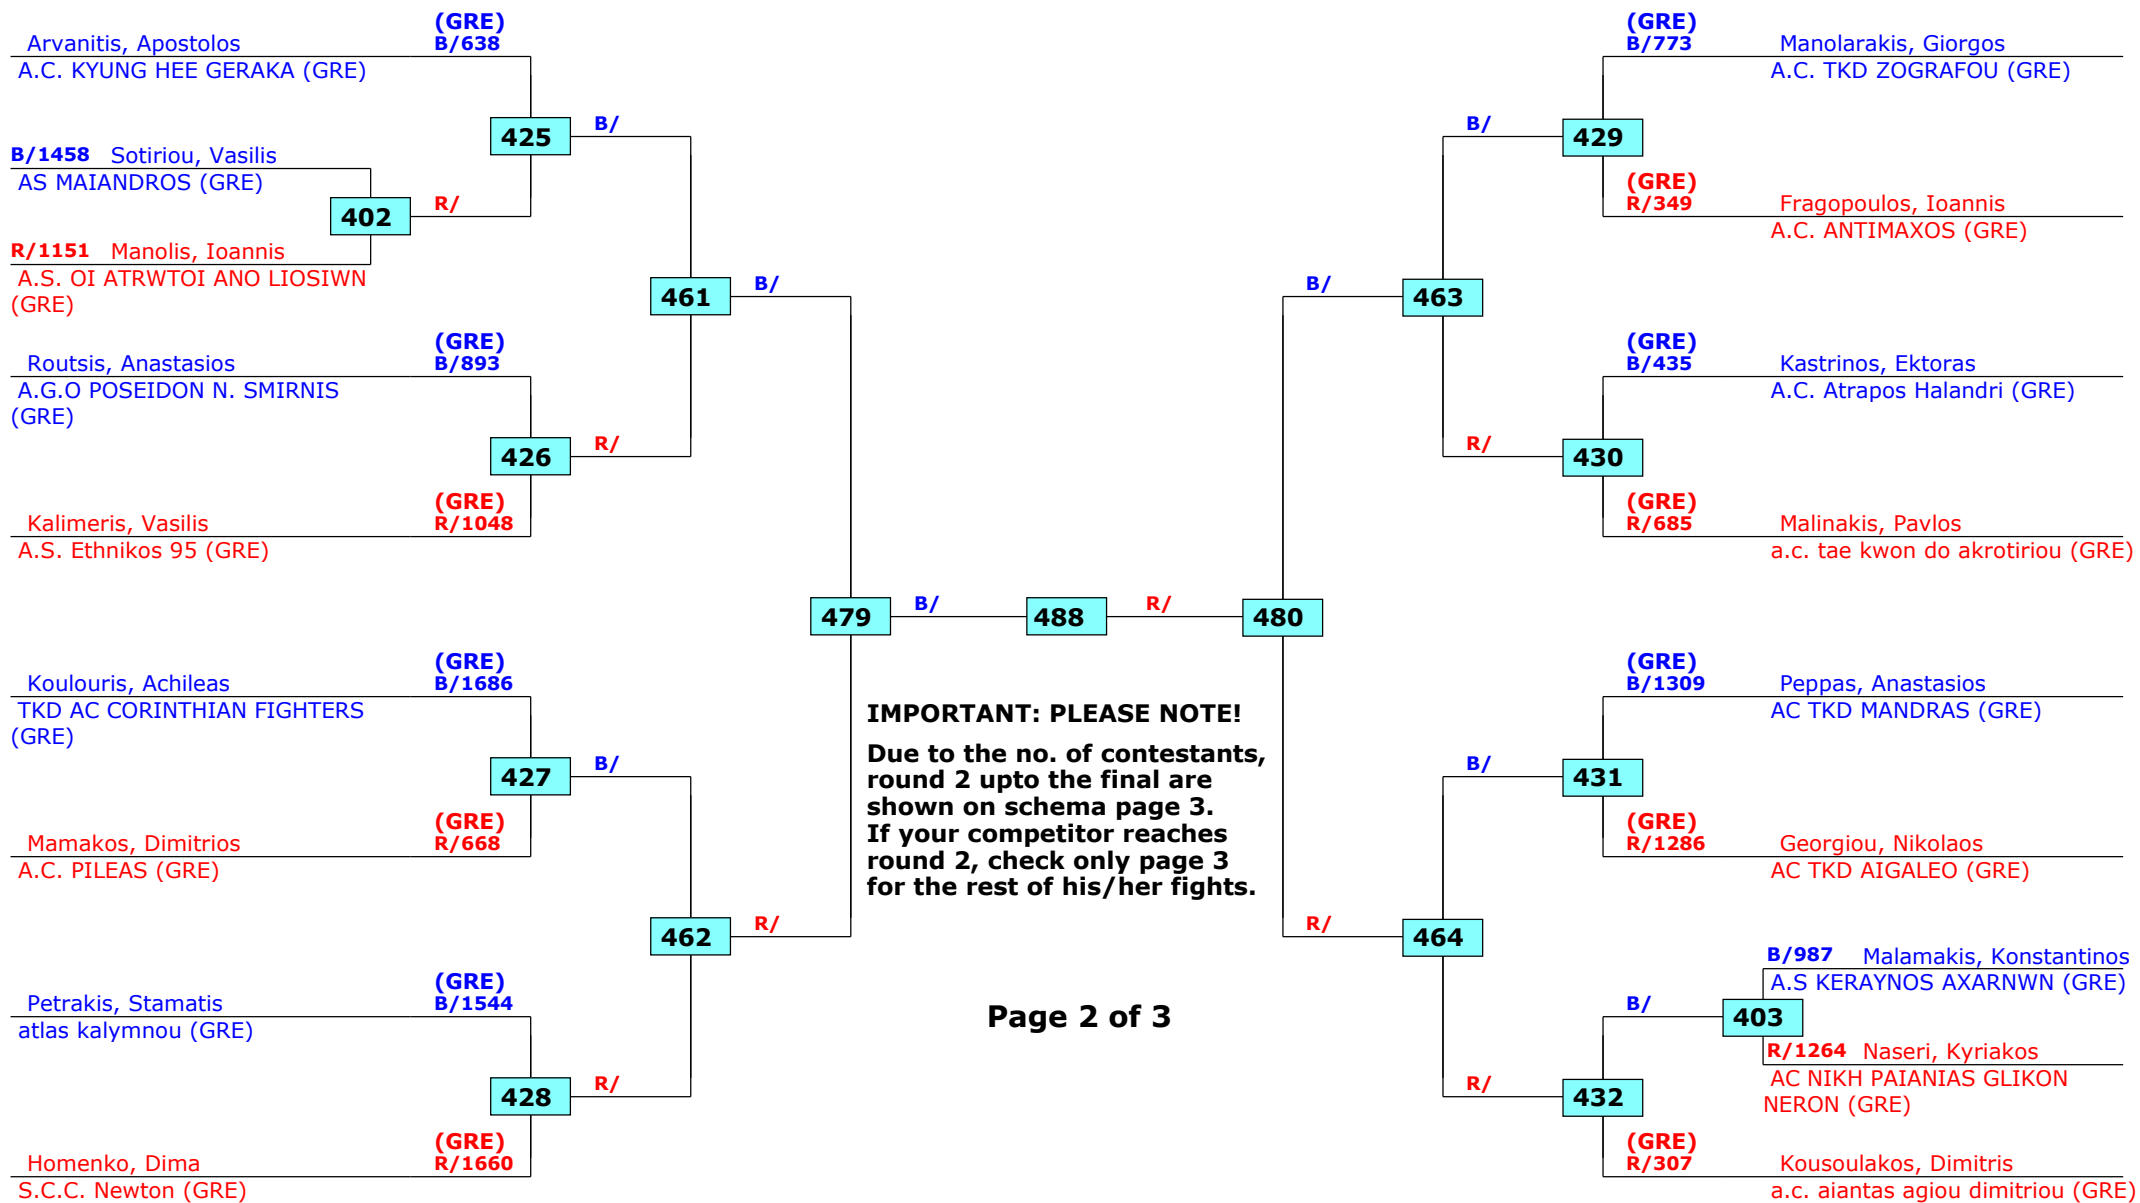 (GRE)
Arvanitis, Apostolos B/638
A.C. KYUNG HEE GERAKA (GRE)
425
B/
B/1458 Sotiriou, Vasilis
AS MAIANDROS (GRE)
402
R/
R/1151 Manolis, Ioannis
A.S. OI ATRWTOI ANO LIOSIWN
(GRE)
461
B/
(GRE)
Routsis, Anastasios B/893
A.G.O POSEIDON N. SMIRNIS
(GRE)
426
R/
(GRE)
Kalimeris, Vasilis R/1048
A.S. Ethnikos 95 (GRE)
479
B/
488
R/
480
(GRE)
Koulouris, Achileas B/1686
TKD AC CORINTHIAN FIGHTERS
(GRE)
427
B/
(GRE)
Mamakos, Dimitrios R/668
A.C. PILEAS (GRE)
462
R/
(GRE)
Petrakis, Stamatis B/1544
atlas kalymnou (GRE)
428
R/
(GRE)
Homenko, Dima R/1660
S.C.C. Newton (GRE)
IMPORTANT: PLEASE NOTE!
Due to the no. of contestants,
round 2 upto the final are
shown on schema page 3.
If your competitor reaches
round 2, check only page 3
for the rest of his/her fights.
Page 2 of 3
(GRE)
B/773 Manolarakis, Giorgos
A.C. TKD ZOGRAFOU (GRE)
B/
429
(GRE)
R/349 Fragopoulos, Ioannis
A.C. ANTIMAXOS (GRE)
B/
463
(GRE)
B/435 Kastrinos, Ektoras
A.C. Atrapos Halandri (GRE)
R/
430
(GRE)
R/685 Malinakis, Pavlos
a.c. tae kwon do akrotiriou (GRE)
(GRE)
B/1309 Peppas, Anastasios
AC TKD MANDRAS (GRE)
B/
431
(GRE)
R/1286 Georgiou, Nikolaos
AC TKD AIGALEO (GRE)
R/
464
B/987 Malamakis, Konstantinos
A.S KERAYNOS AXARNWN (GRE)
B/
403
R/1264 Naseri, Kyriakos
AC NIKH PAIANIAS GLIKON
NERON (GRE)
R/
432
(GRE)
R/307 Kousoulakos, Dimitris
a.c. aiantas agiou dimitriou (GRE)